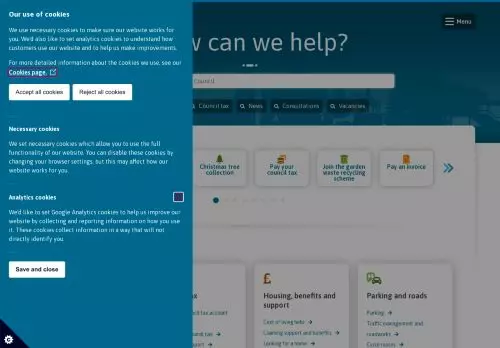 Our use of cookies
We use necessary cookies to make sure our website works for
you. We'd also like to set analytics cookies to understand how
customers use our website and to help us make improvements.
For more detailed information about the cookies we use, see our
Cookies page.
Accept all cookies
Reject all cookies
Necessary cookies
We set necessary cookies which allow you to use the full
functionality of our website. You can disable these cookies by
changing your browser settings, but this may affect how our
website works for you.
Analytics cookies
We'd like to set Google Analytics cookies to help us improve our
website by collecting and reporting information on how you use
it. These cookies collect information in a way that will not
directly identify you.
Save and close
Menu
can we help?
Council tax
News
Consultations
Vacancies
Christmas tree
collection
Pay your
council tax
Join the garden
waste recycling
scheme
Pay an invoice
Housing, benefits and
support
Cost of living help
Claiming support and benefits
Looking for a home
Parking and roads
Parking
Traffic management and
roadworks